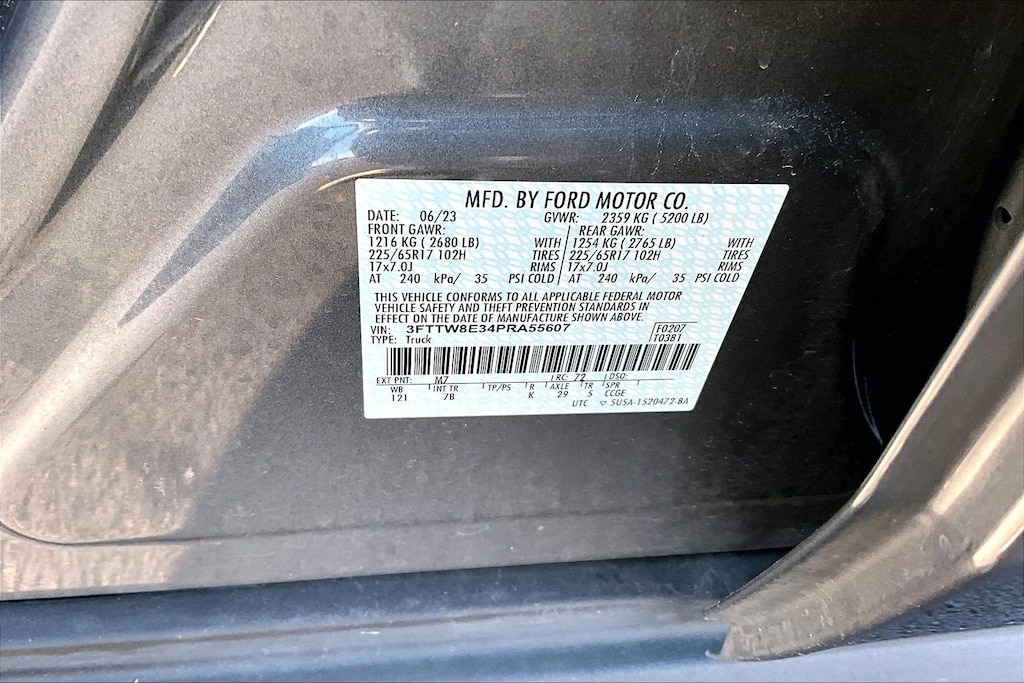 MFD. BY FORD MOTOR CO.
DATE: 06/23 GVWR: 2359 KG ( 5200 LB)
FRONT GAWR: REAR GAWR:
1216 KG ( 2680 LB) WITH 1254 KG ( 2765 LB) WITH
225/65R17 102H TIRES 225/65R17 102H TIRES
17x7.0J RIMS 17x7.0J RIMS
AT 240 kPa/ 35 PSI COLD AT 240 kPa/ 35 PSI COLD
THIS VEHICLE CONFORMS TO ALL APPLICABLE FEDERAL MOTOR
VEHICLE SAFETY AND THEFT PREVENTION STANDARDS IN
EFFECT ON THE DATE OF MANUFACTURE SHOWN ABOVE.
VIN: 3FTTW8E34PRA55607 F0207
TYPE: Truck T0381
EXT PNT: M7 RC: 72 DSO:
WB INT TR TP/PS R AXLE TR SPR
121 7B K 29 5 CCGE
UTC ▽ 5U5A-1520472-BA